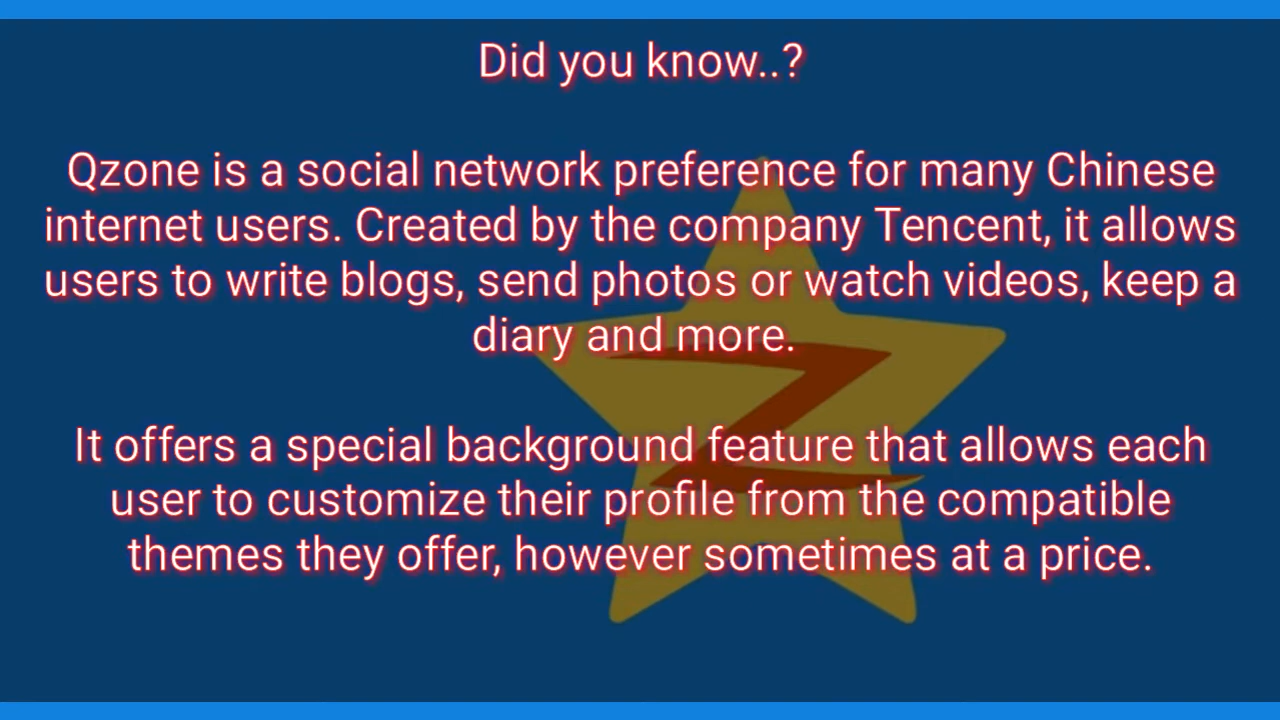 Did you know..?
Qzone is a social network preference for many Chinese
internet users. Created by the company Tencent, it allows
users to write blogs, send photos or watch videos, keep a
diary and more.
It offers a special background feature that allows each
user to customize their profile from the compatible
themes they offer, however sometimes at a price.